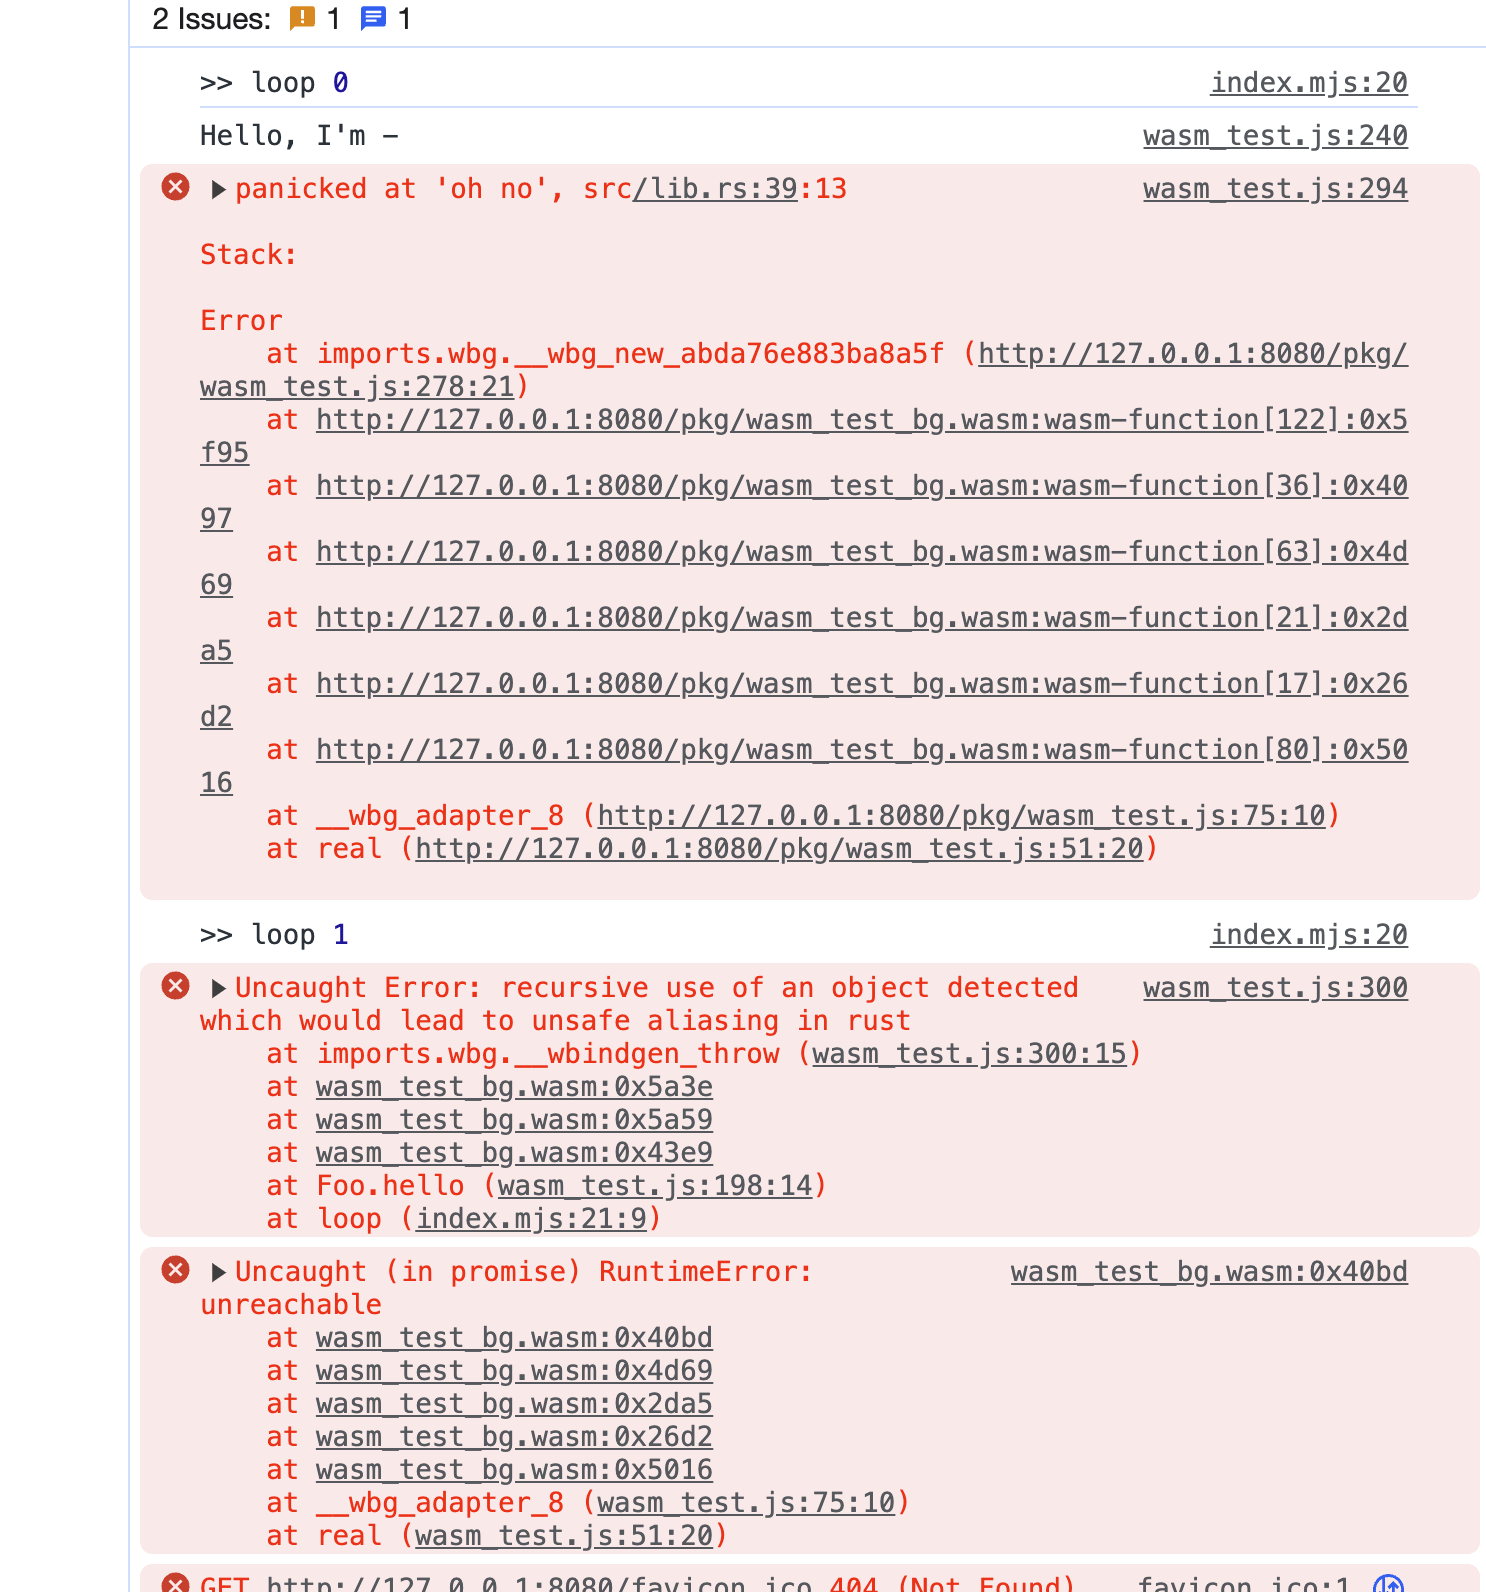 2 Issues: 1 1
>> loop 0 index.mjs:20
Hello, I'm – wasm_test.js:240
panicked at 'oh no', src/lib.rs:39:13 wasm_test.js:294
Stack:
Error
at imports.wbg.__wbg_new_abda76e883ba8a5f (http://127.0.0.1:8080/pkg/
wasm_test.js:278:21)
at http://127.0.0.1:8080/pkg/wasm_test_bg.wasm:wasm-function[122]:0x5
f95
at http://127.0.0.1:8080/pkg/wasm_test_bg.wasm:wasm-function[36]:0x40
97
at http://127.0.0.1:8080/pkg/wasm_test_bg.wasm:wasm-function[63]:0x4d
69
at http://127.0.0.1:8080/pkg/wasm_test_bg.wasm:wasm-function[21]:0x2d
a5
at http://127.0.0.1:8080/pkg/wasm_test_bg.wasm:wasm-function[17]:0x26
d2
at http://127.0.0.1:8080/pkg/wasm_test_bg.wasm:wasm-function[80]:0x50
16
at __wbg_adapter_8 (http://127.0.0.1:8080/pkg/wasm_test.js:75:10)
at real (http://127.0.0.1:8080/pkg/wasm_test.js:51:20)
>> loop 1 index.mjs:20
Uncaught Error: recursive use of an object detected wasm_test.js:300
which would lead to unsafe aliasing in rust
at imports.wbg.__wbindgen_throw (wasm_test.js:300:15)
at wasm_test_bg.wasm:0x5a3e
at wasm_test_bg.wasm:0x5a59
at wasm_test_bg.wasm:0x43e9
at Foo.hello (wasm_test.js:198:14)
at loop (index.mjs:21:9)
Uncaught (in promise) RuntimeError: wasm_test_bg.wasm:0x40bd
unreachable
at wasm_test_bg.wasm:0x40bd
at wasm_test_bg.wasm:0x4d69
at wasm_test_bg.wasm:0x2da5
at wasm_test_bg.wasm:0x26d2
at wasm_test_bg.wasm:0x5016
at __wbg_adapter_8 (wasm_test.js:75:10)
at real (wasm_test.js:51:20)
GET http://127.0.0.1:8080/favicon.ico 404 (Not Found) favicon.ico:1